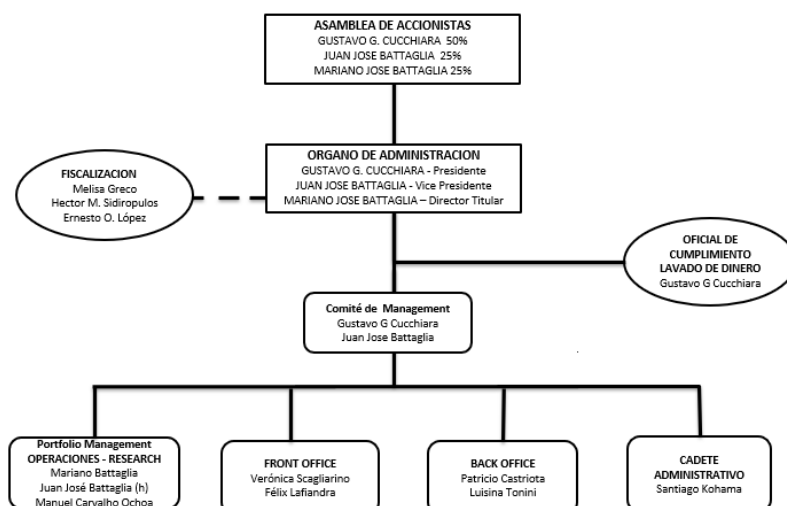 ASAMBLEA DE ACCIONISTAS
GUSTAVO G. CUCCHIARA 50%
JUAN JOSE BATTAGLIA 25%
MARIANO JOSE BATTAGLIA 25%
ORGANO DE ADMINISTRACION
GUSTAVO G. CUCCHIARA - Presidente
JUAN JOSE BATTAGLIA - Vice Presidente
MARIANO JOSE BATTAGLIA – Director Titular
FISCALIZACION
Melisa Greco
Hector M. Sidiropulos
Ernesto O. López
OFICIAL DE
CUMPLIMIENTO
LAVADO DE DINERO
Gustavo G Cucchiara
Comité de Management
Gustavo G Cucchiara
Juan Jose Battaglia
Portfolio Management
OPERACIONES - RESEARCH
Mariano Battaglia
Juan José Battaglia (h)
Manuel Carvalho Ochoa
FRONT OFFICE
Verónica Scagliarino
Félix Lafiandra
BACK OFFICE
Patricio Castriota
Luisina Tonini
CADETE
ADMINISTRATIVO
Santiago Kohama